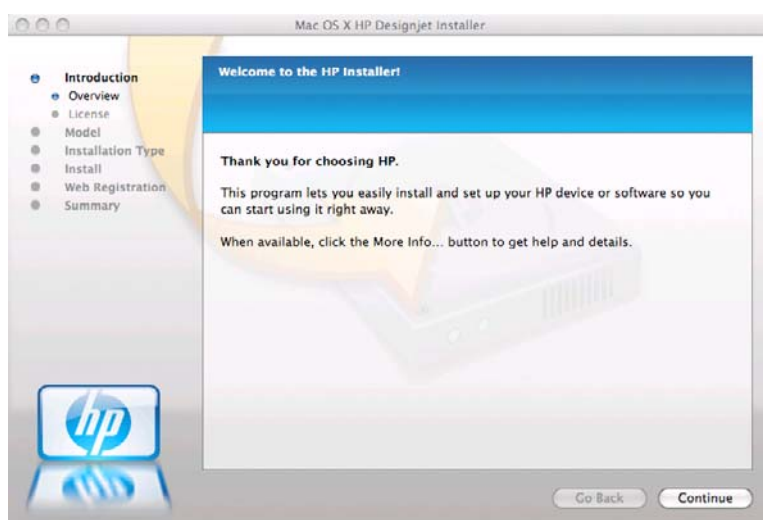 Mac OS X HP Designjet Installer
Introduction
Overview
License
Model
Installation Type
Install
Web Registration
Summary
Welcome to the HP Installer!
Thank you for choosing HP.
This program lets you easily install and set up your HP device or software so you
can start using it right away.
When available, click the More Info... button to get help and details.
hp
Go Back
Continue